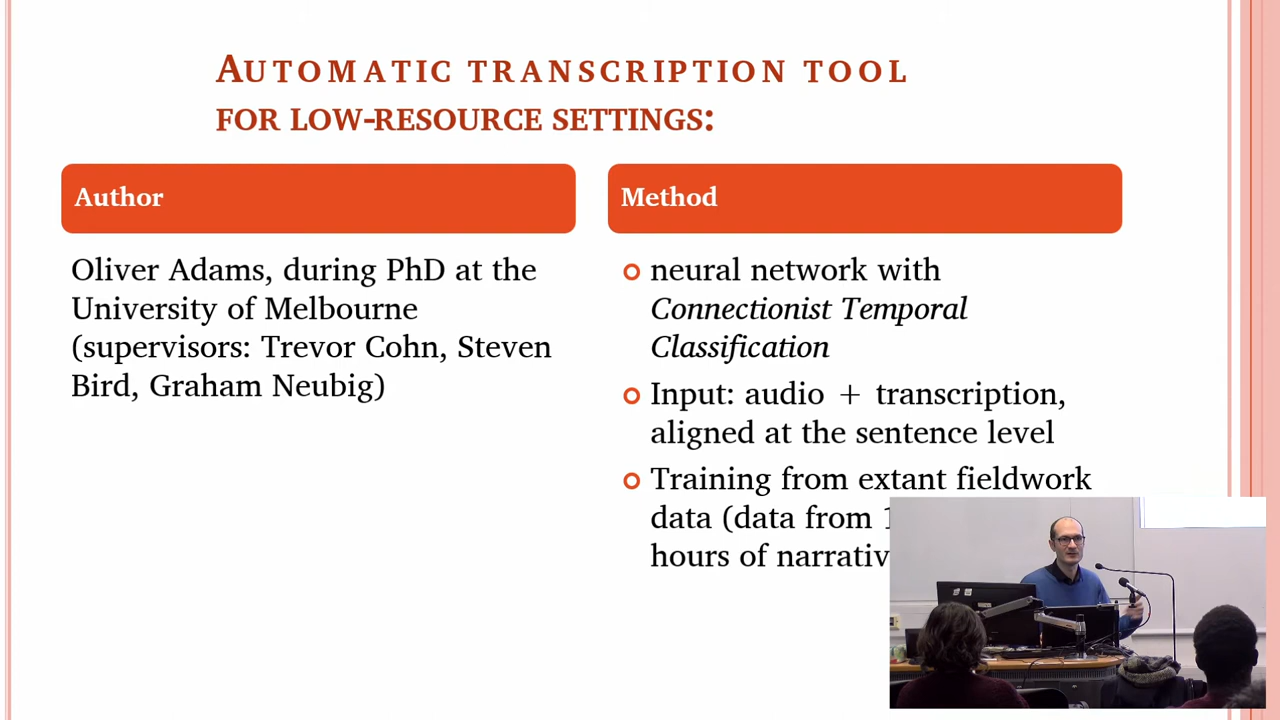 AUTOMATIC TRANSCRIPTION TOOL
FOR LOW-RESOURCE SETTINGS:
Author
Oliver Adams, during PhD at the
University of Melbourne
(supervisors: Trevor Cohn, Steven
Bird, Graham Neubig)
Method
neural network with
Connectionist Temporal
Classification
Input: audio + transcription,
aligned at the sentence level
Training from extant fieldwork
data (data from
hours of